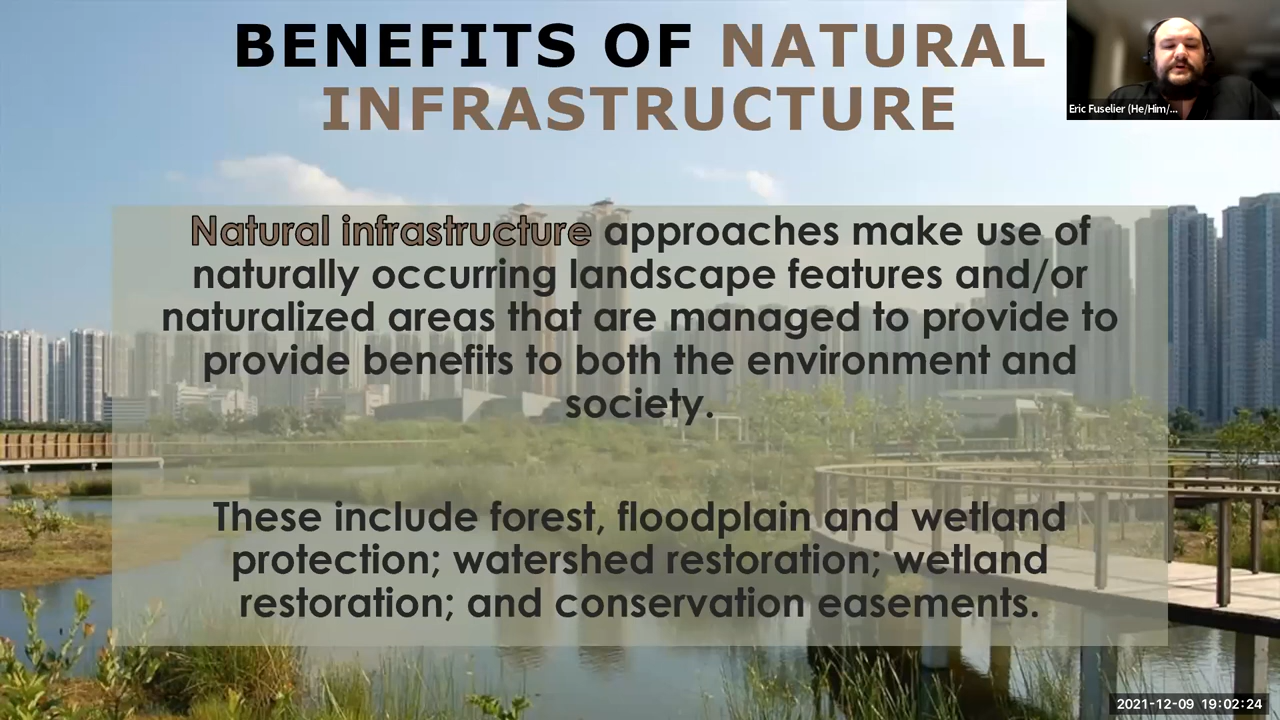 BENEFITS OF NATURAL
INFRASTRUCTURE
Eric Fuselier (He/Him/...
Natural infrastructure approaches make use of
naturally occurring landscape features and/or
naturalized areas that are managed to provide to
provide benefits to both the environment and
society.
These include forest, floodplain and wetland
protection; watershed restoration; wetland
restoration; and conservation easements.
2021-12-09 19:02:24